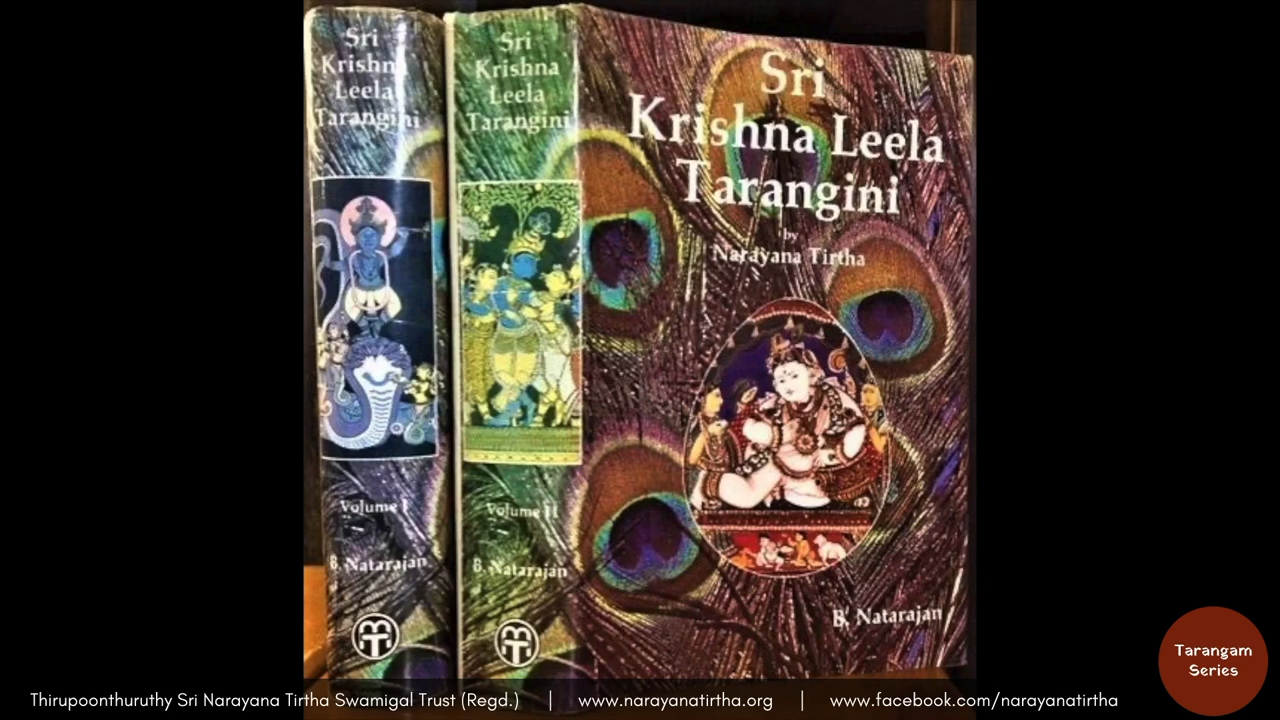 Sri
Krishna
Leela
Tarangini
Volume I
B. Natarajan
Sri
Krishna
Leela
Tarangini
Volume II
B. Natarajan
Sri
Krishna Leela
Tarangini
by
Narayana Tirtha
B. Natarajan
Tarangam
Series
Thirupoonthuruthy Sri Narayana Tirtha Swamigal Trust (Regd.) | www.narayanatirtha.org | www.facebook.com/narayanatirtha